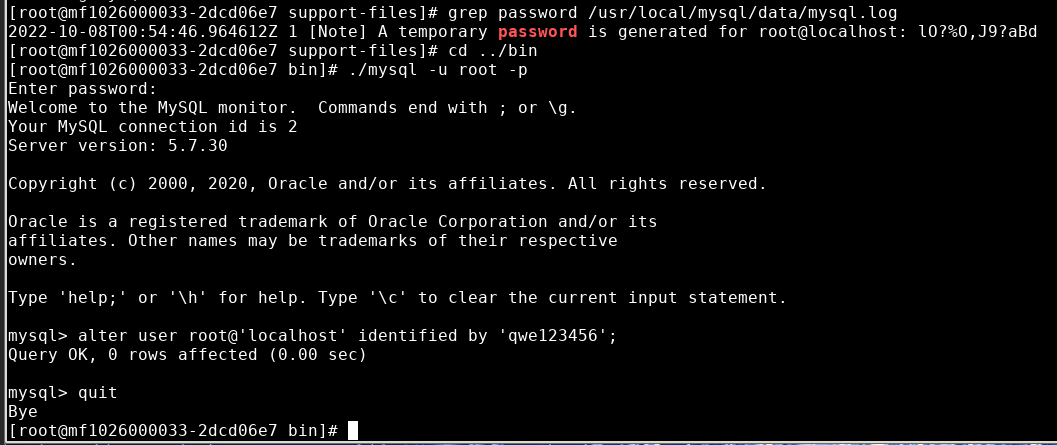 [root@mf1026000033-2dcd06e7 support-files]# grep password /usr/local/mysql/data/mysql.log
2022-10-08T00:54:46.964612Z 1 [Note] A temporary password is generated for root@localhost: lO?%O,J9?aBd
[root@mf1026000033-2dcd06e7 support-files]# cd ../bin
[root@mf1026000033-2dcd06e7 bin]# ./mysql -u root -p
Enter password:
Welcome to the MySQL monitor.  Commands end with ; or \g.
Your MySQL connection id is 2
Server version: 5.7.30
Copyright (c) 2000, 2020, Oracle and/or its affiliates. All rights reserved.
Oracle is a registered trademark of Oracle Corporation and/or its
affiliates. Other names may be trademarks of their respective
owners.
Type 'help;' or '\h' for help. Type '\c' to clear the current input statement.
mysql> alter user root@'localhost' identified by 'qwe123456';
Query OK, 0 rows affected (0.00 sec)
mysql> quit
Bye
[root@mf1026000033-2dcd06e7 bin]#